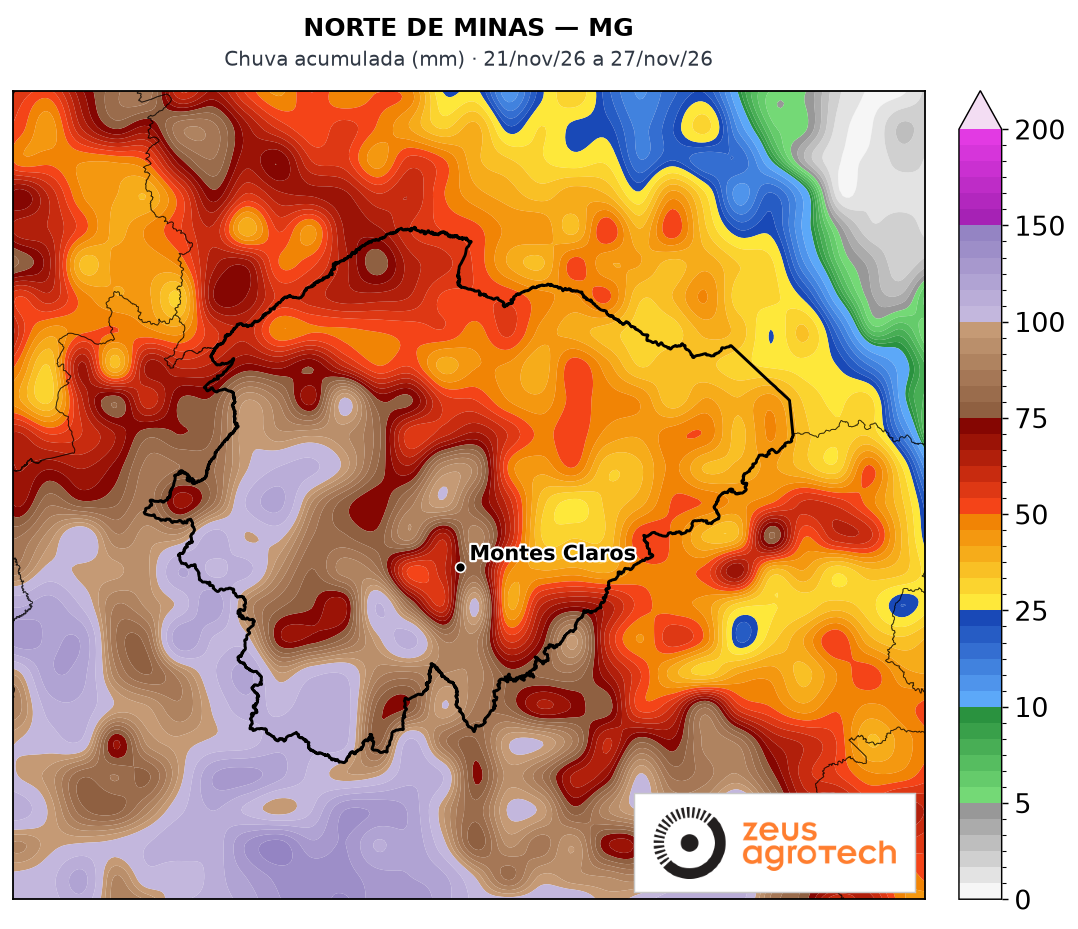 NORTE DE MINAS — MG
Chuva acumulada (mm) · 21/nov/26 a 27/nov/26
200
150
100
75
50
25
10
5
0
Montes Claros
zeus
agrotech